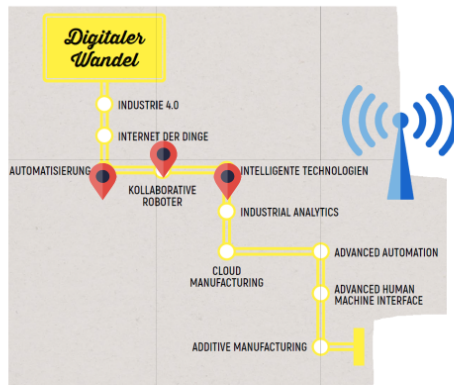 Digitaler
Wandel
INDUSTRIE 4.0
INTERNET DER DINGE
AUTOMATISIERUNG
KOLLABORATIVE
ROBOTER
INTELLIGENTE TECHNOLOGIEN
INDUSTRIAL ANALYTICS
CLOUD
MANUFACTURING
ADVANCED AUTOMATION
ADVANCED HUMAN
MACHINE INTERFACE
ADDITIVE MANUFACTURING